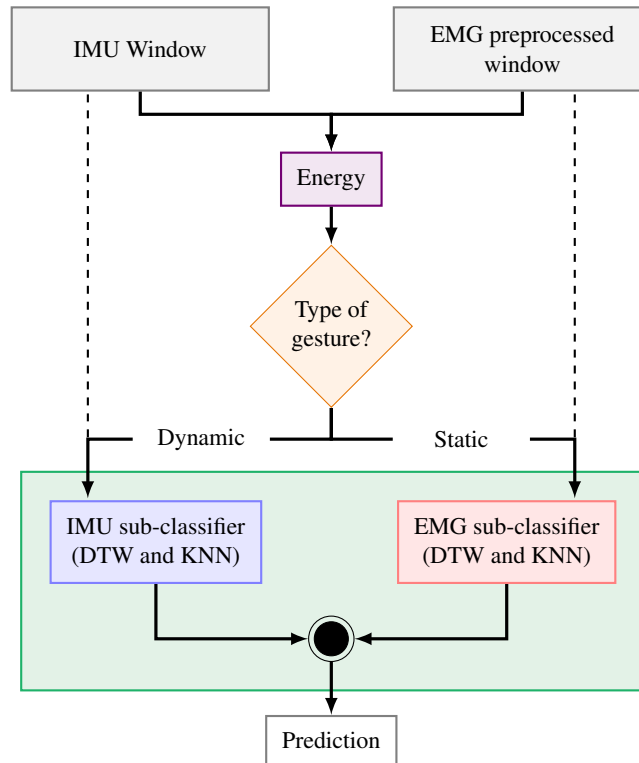 IMU Window
EMG preprocessed
window
Energy
Type of
gesture?
Dynamic
Static
IMU sub-classifier
(DTW and KNN)
EMG sub-classifier
(DTW and KNN)
Prediction